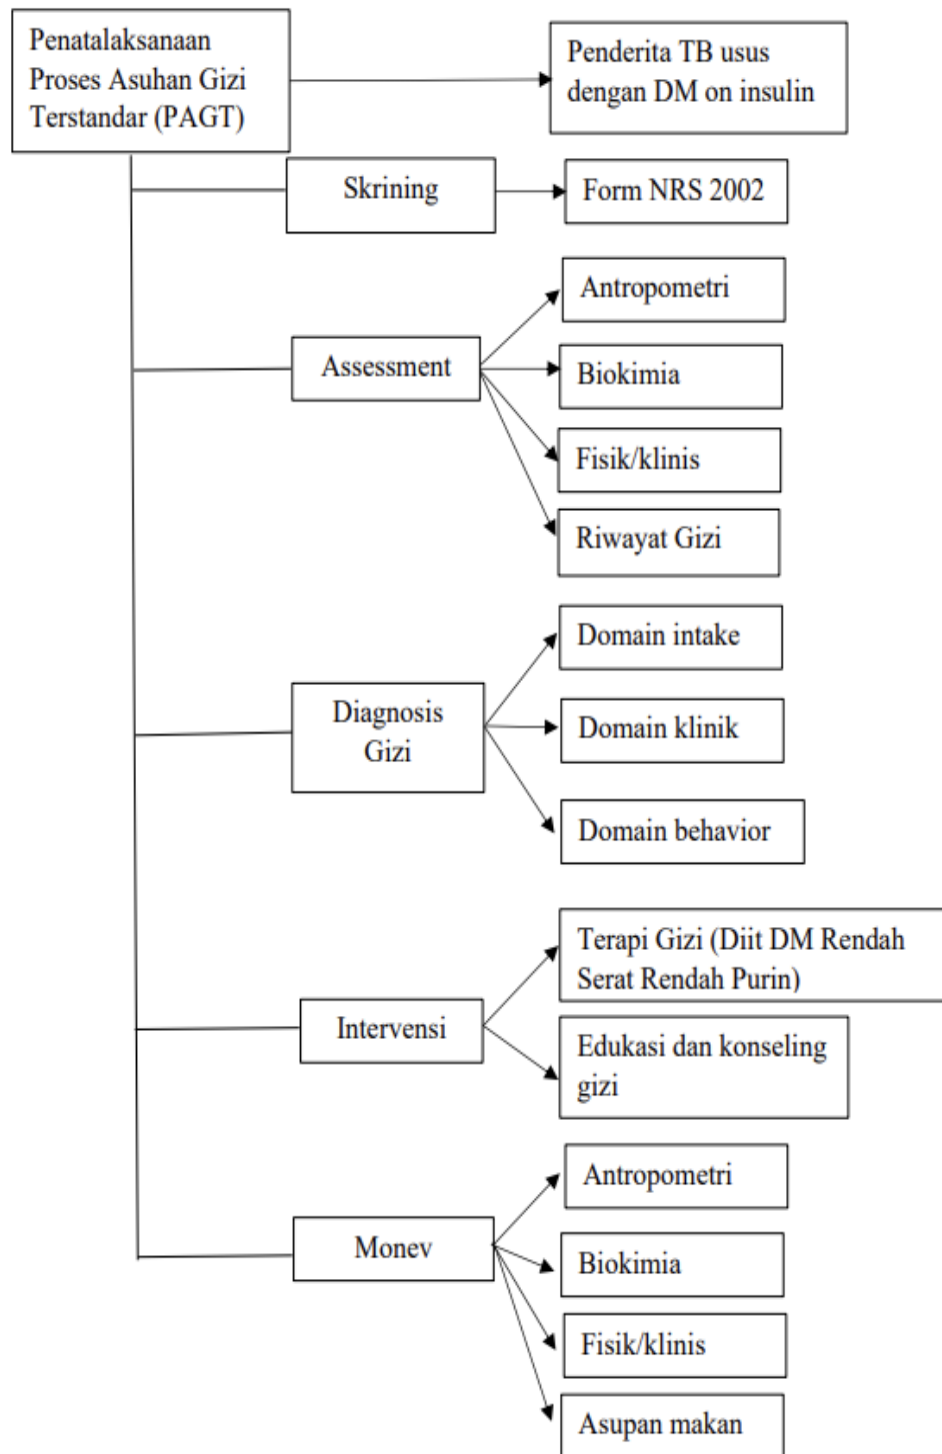 Penatalaksanaan
Proses Asuhan Gizi
Terstandar (PAGT)
Penderita TB usus
dengan DM on insulin
Skrining
Form NRS 2002
Assessment
Antropometri
Biokimia
Fisik/klinis
Riwayat Gizi
Diagnosis
Gizi
Domain intake
Domain klinik
Domain behavior
Intervensi
Terapi Gizi (Diit DM Rendah
Serat Rendah Purin)
Edukasi dan konseling
gizi
Monev
Antropometri
Biokimia
Fisik/klinis
Asupan makan